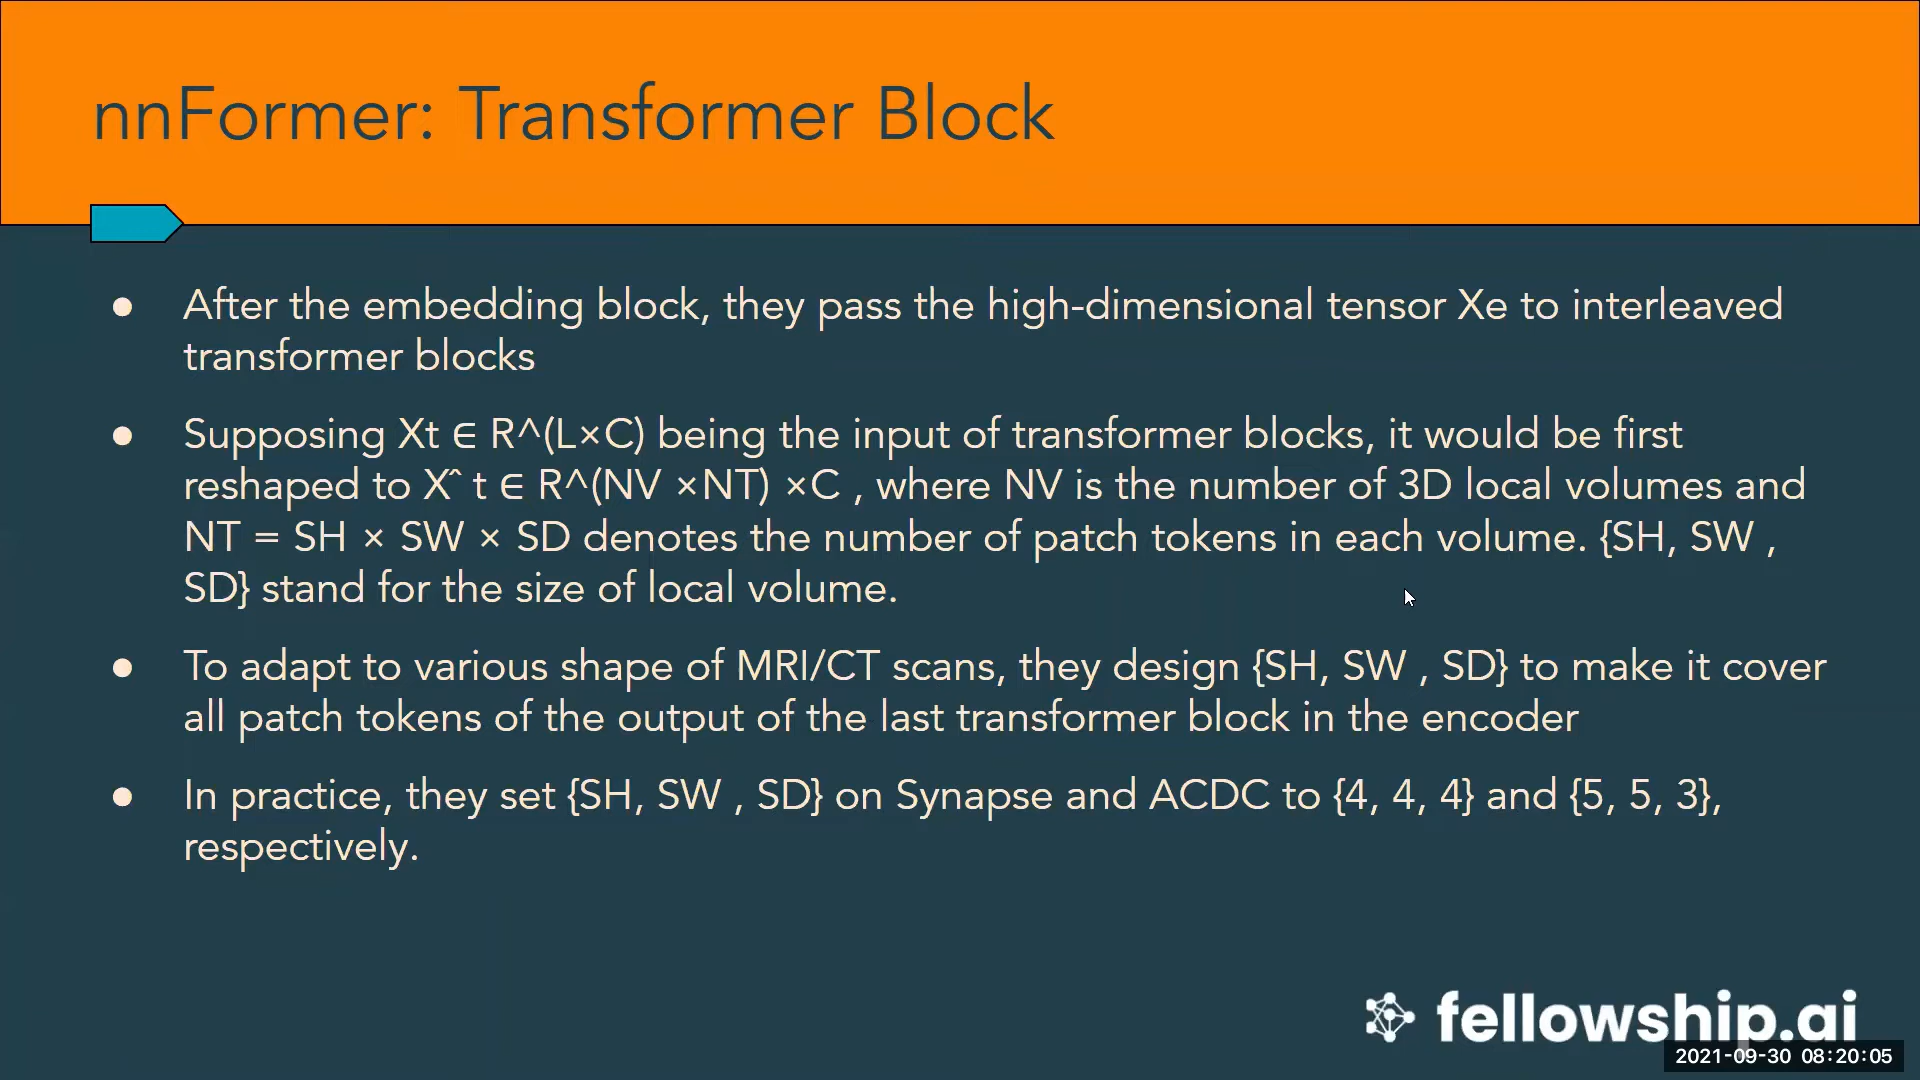 nnFormer: Transformer Block
● After the embedding block, they pass the high-dimensional tensor Xe to interleaved
transformer blocks
● Supposing Xt ∈ R^(L×C) being the input of transformer blocks, it would be first
reshaped to Xˆ t ∈ R^(NV ×NT) ×C , where NV is the number of 3D local volumes and
NT = SH × SW × SD denotes the number of patch tokens in each volume. {SH, SW ,
SD} stand for the size of local volume.
● To adapt to various shape of MRI/CT scans, they design {SH, SW , SD} to make it cover
all patch tokens of the output of the last transformer block in the encoder
● In practice, they set {SH, SW , SD} on Synapse and ACDC to {4, 4, 4} and {5, 5, 3},
respectively.
fellowship.ai
2021-09-30 08:20:05